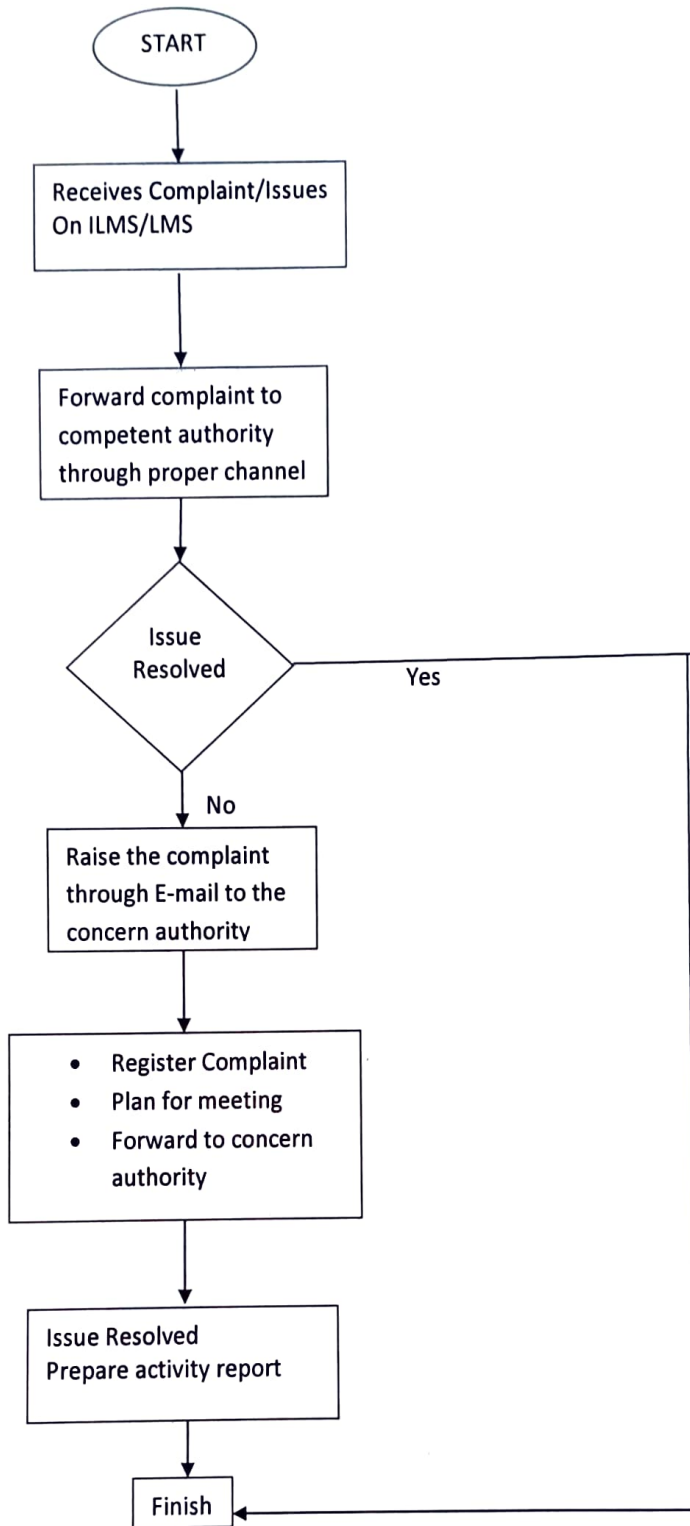 START
Receives Complaint/Issues
On ILMS/LMS
Forward complaint to
competent authority
through proper channel
Issue
Resolved
Yes
No
Raise the complaint
through E-mail to the
concern authority
• Register Complaint
• Plan for meeting
• Forward to concern
authority
Issue Resolved
Prepare activity report
Finish